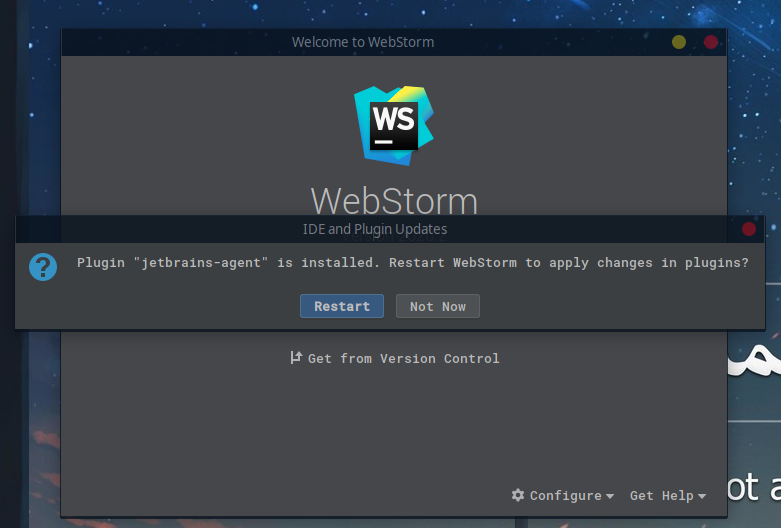 Welcome to WebStorm
WS
WebStorm
IDE and Plugin Updates
Plugin "jetbrains-agent" is installed. Restart WebStorm to apply changes in plugins?
Restart
Not Now
Get from Version Control
Configure
Get Help
ot a